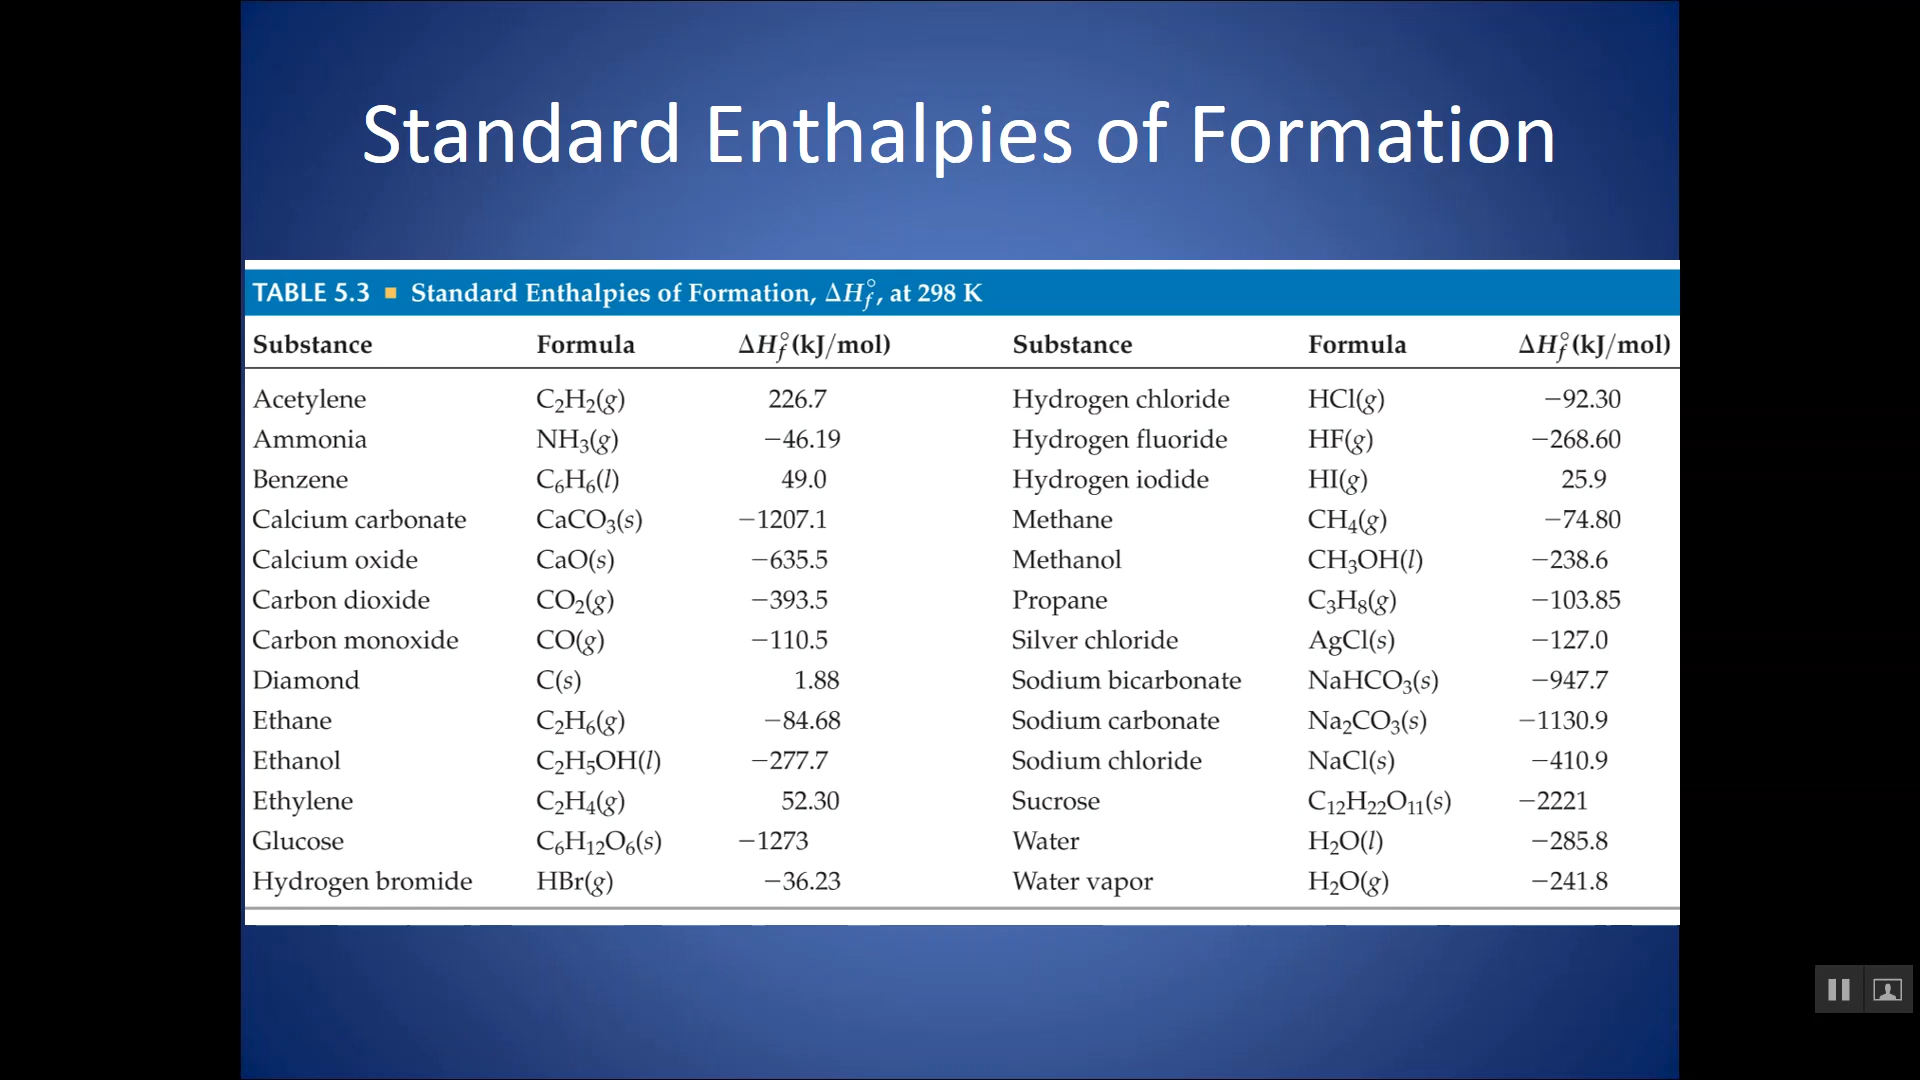 Standard Enthalpies of Formation
TABLE 5.3 ■ Standard Enthalpies of Formation, ΔH°f, at 298 K
Substance Formula ΔH°f (kJ/mol) Substance Formula ΔH°f (kJ/mol)
Acetylene C₂H₂(g) 226.7 Hydrogen chloride HCl(g) −92.30
Ammonia NH₃(g) −46.19 Hydrogen fluoride HF(g) −268.60
Benzene C₆H₆(l) 49.0 Hydrogen iodide HI(g) 25.9
Calcium carbonate CaCO₃(s) −1207.1 Methane CH₄(g) −74.80
Calcium oxide CaO(s) −635.5 Methanol CH₃OH(l) −238.6
Carbon dioxide CO₂(g) −393.5 Propane C₃H₈(g) −103.85
Carbon monoxide CO(g) −110.5 Silver chloride AgCl(s) −127.0
Diamond C(s) 1.88 Sodium bicarbonate NaHCO₃(s) −947.7
Ethane C₂H₆(g) −84.68 Sodium carbonate Na₂CO₃(s) −1130.9
Ethanol C₂H₅OH(l) −277.7 Sodium chloride NaCl(s) −410.9
Ethylene C₂H₄(g) 52.30 Sucrose C₁₂H₂₂O₁₁(s) −2221
Glucose C₆H₁₂O₆(s) −1273 Water H₂O(l) −285.8
Hydrogen bromide HBr(g) −36.23 Water vapor H₂O(g) −241.8